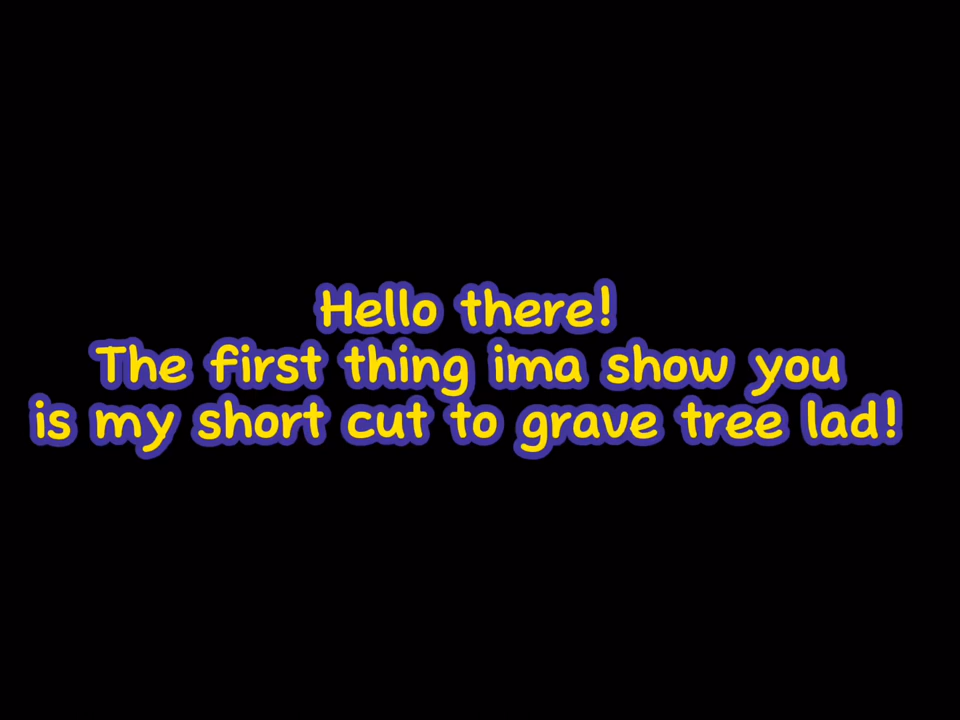 Hello there!
The first thing ima show you
is my short cut to grave tree lad!